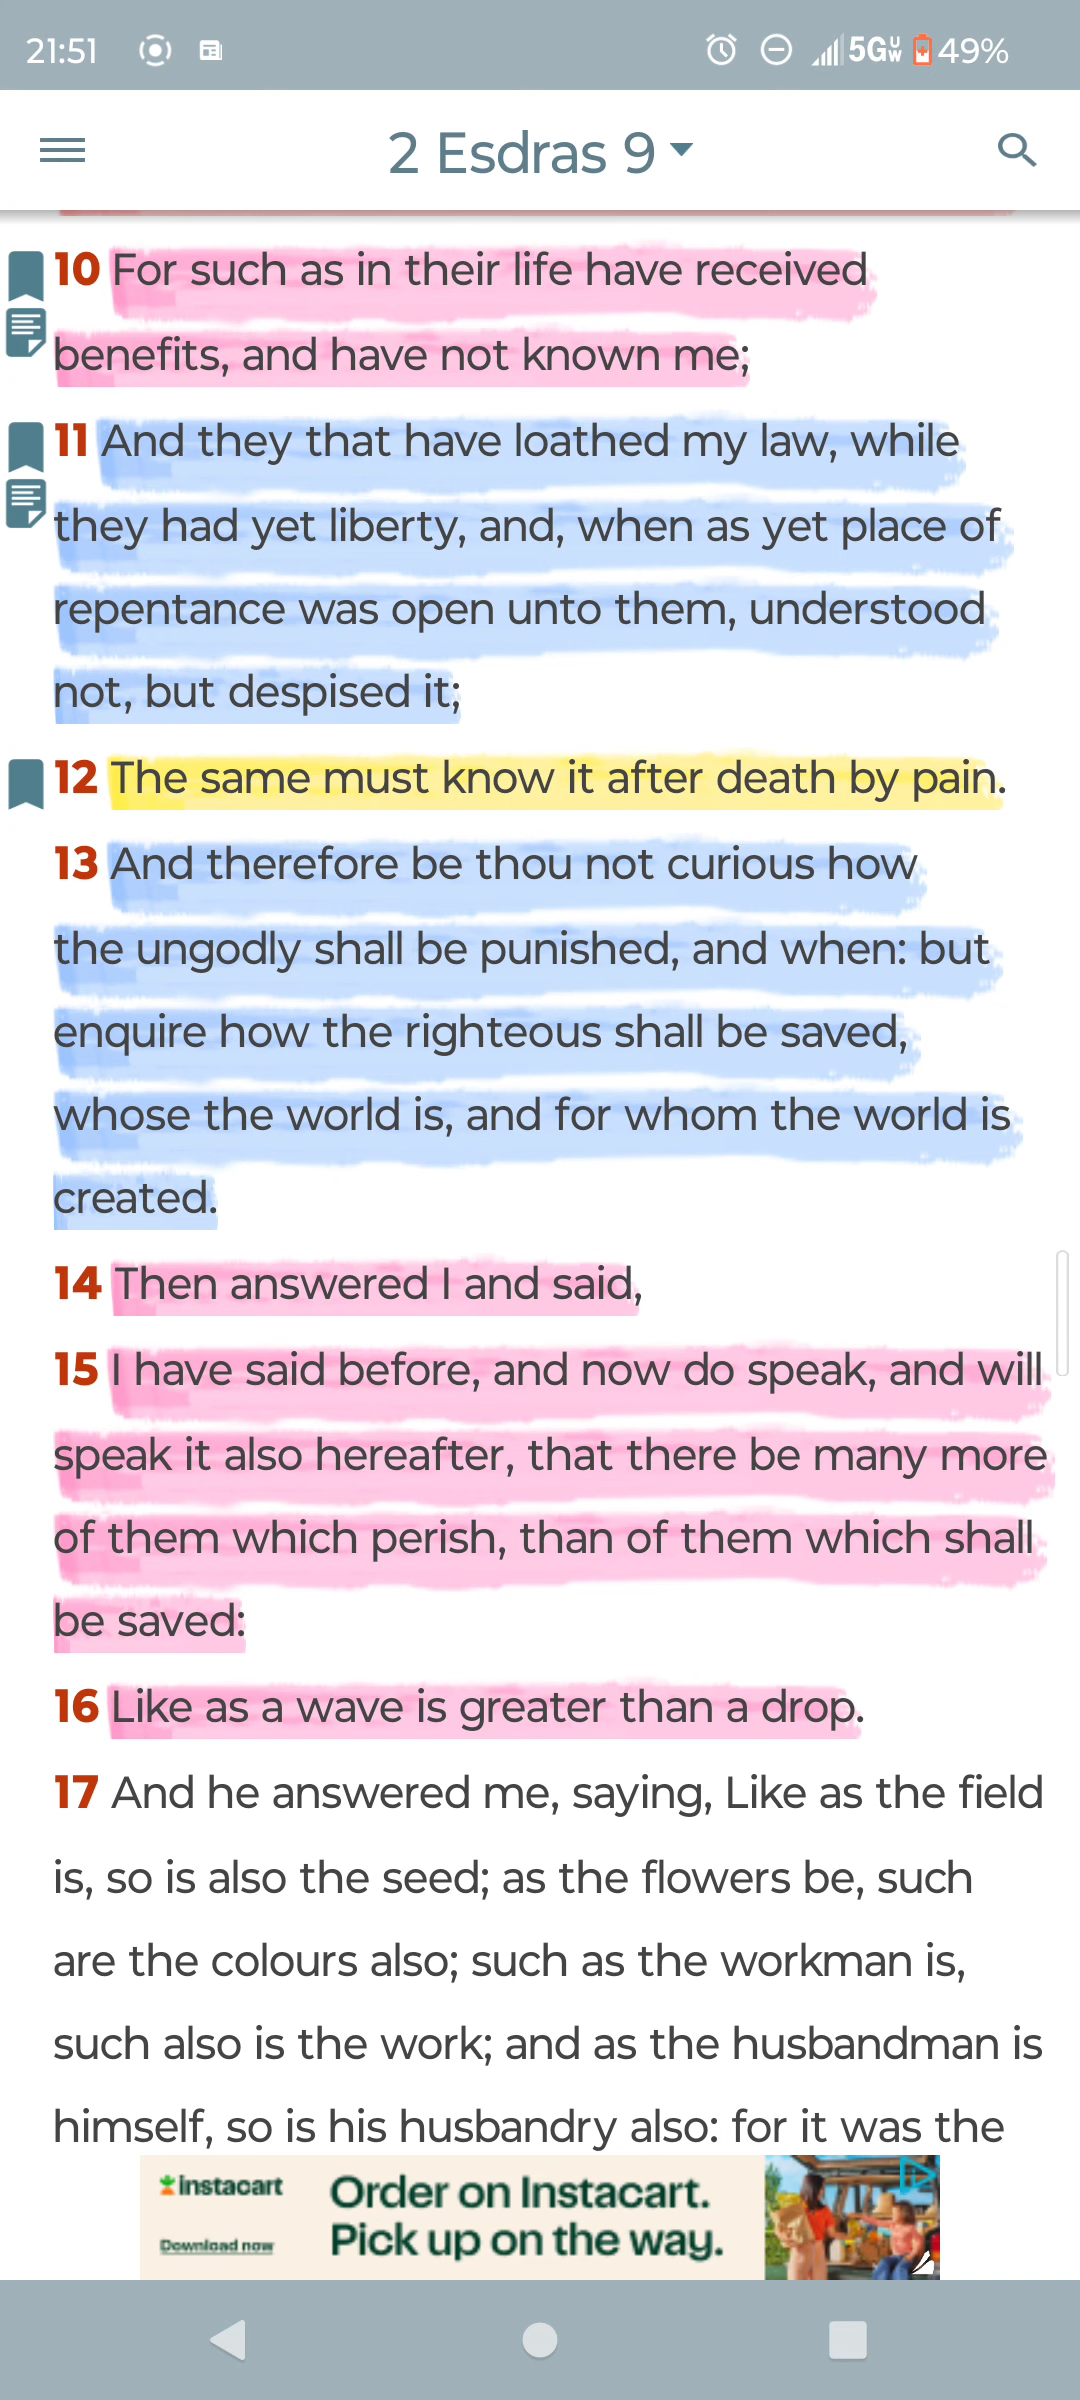 21:51 5G UW 49%
2 Esdras 9
10 For such as in their life have received
benefits, and have not known me;
11 And they that have loathed my law, while
they had yet liberty, and, when as yet place of
repentance was open unto them, understood
not, but despised it;
12 The same must know it after death by pain.
13 And therefore be thou not curious how
the ungodly shall be punished, and when: but
enquire how the righteous shall be saved,
whose the world is, and for whom the world is
created.
14 Then answered I and said,
15 I have said before, and now do speak, and will
speak it also hereafter, that there be many more
of them which perish, than of them which shall
be saved:
16 Like as a wave is greater than a drop.
17 And he answered me, saying, Like as the field
is, so is also the seed; as the flowers be, such
are the colours also; such as the workman is,
such also is the work; and as the husbandman is
himself, so is his husbandry also: for it was the
instacart
Download now
Order on Instacart.
Pick up on the way.